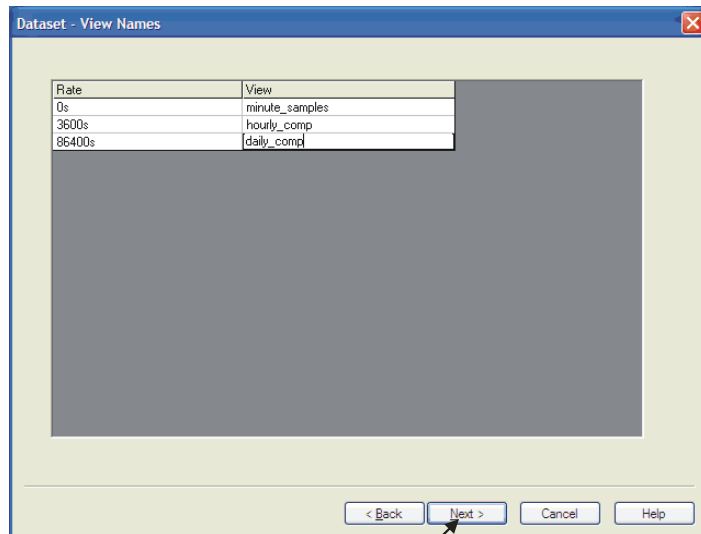 Dataset - View Names
Rate View
0s minute_samples
3600s hourly_comp
86400s daily_comp
< Back Next > Cancel Help